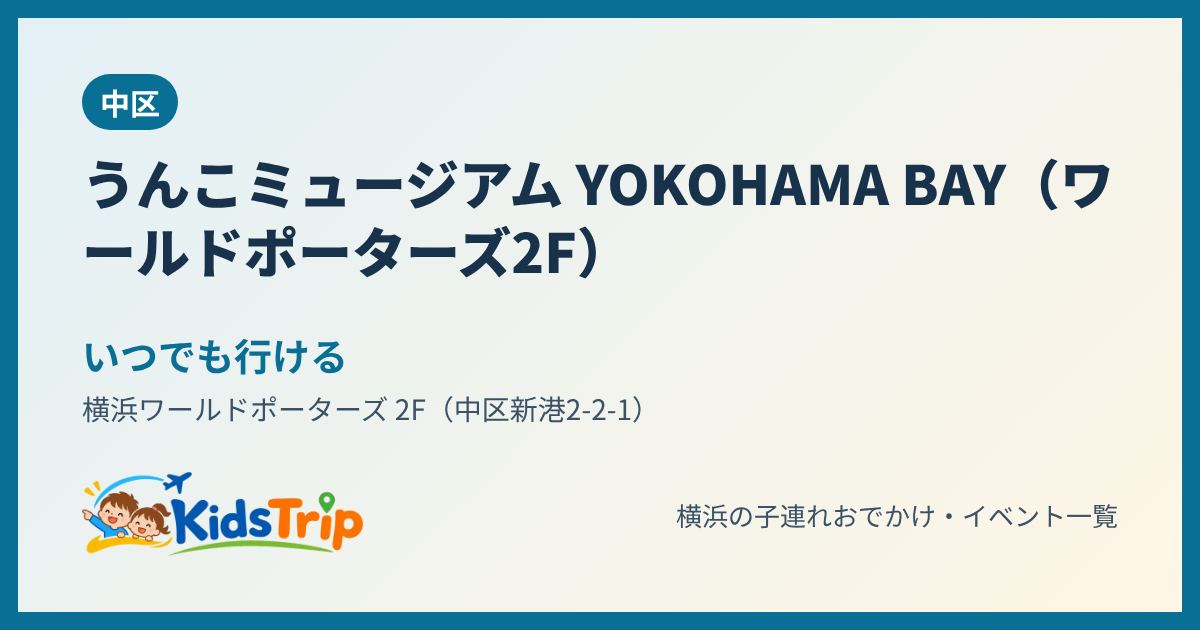 中区
うんこミュージアム YOKOHAMA BAY（ワ
ールドポーターズ2F）
いつでも行ける
横浜ワールドポーターズ 2F（中区新港2-2-1）
KidsTrip
横浜の子連れおでかけ・イベント一覧